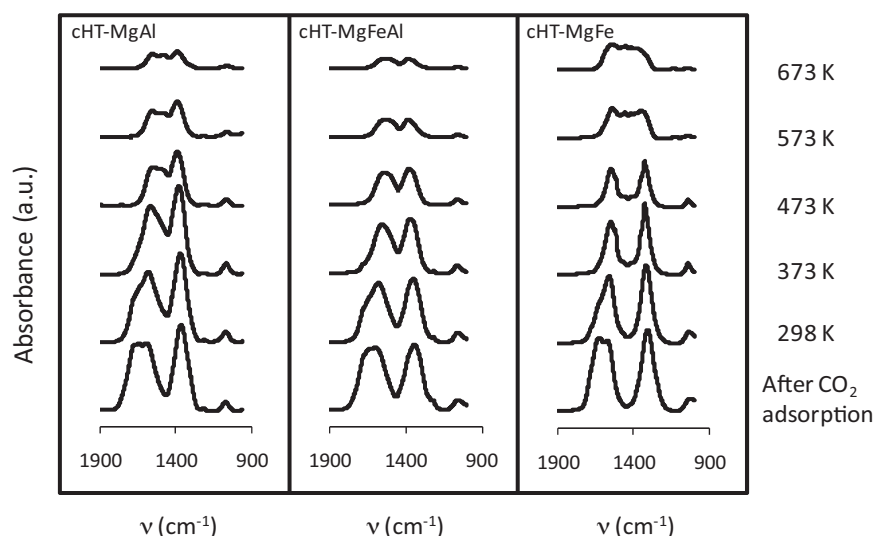 cHT-MgAl
cHT-MgFeAl
cHT-MgFe
673 K
573 K
473 K
373 K
298 K
After CO₂
adsorption
Absorbance (a.u.)
1900 1400 900
1900 1400 900
1900 1400 900
ν (cm⁻¹)
ν (cm⁻¹)
ν (cm⁻¹)